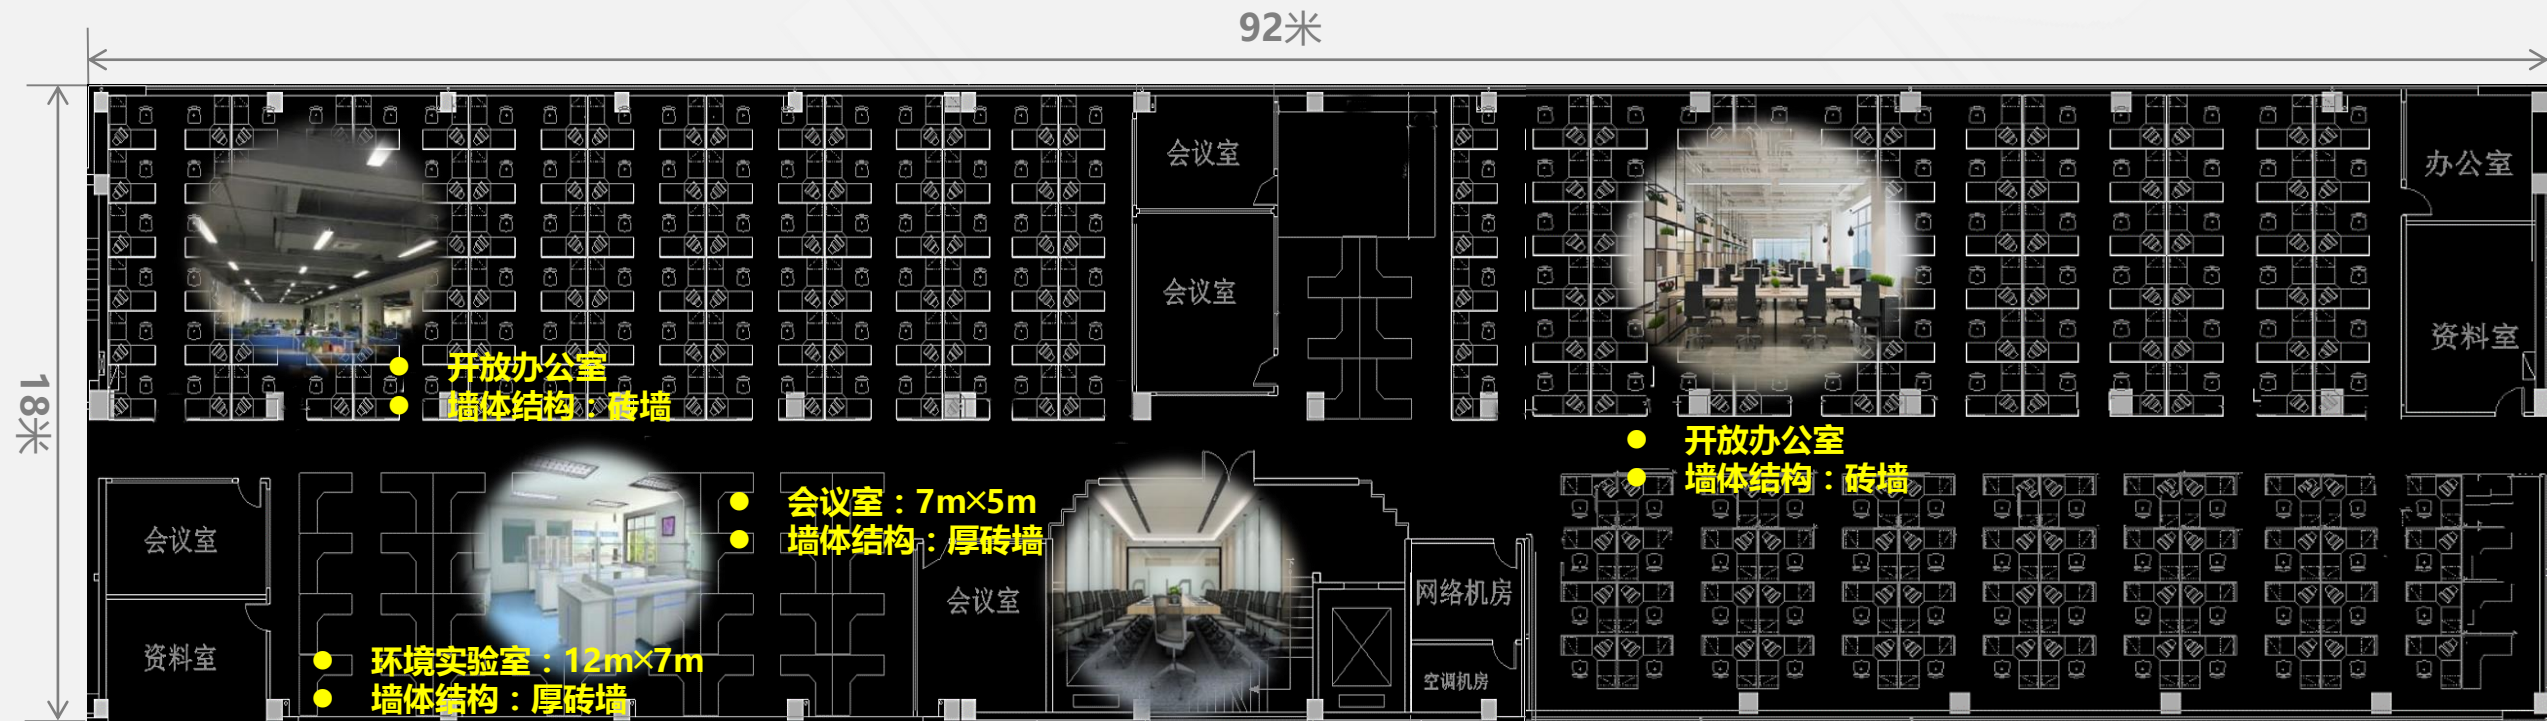 92米
18米
会议室
会议室
办公室
资料室
开放办公室
墙体结构：砖墙
开放办公室
墙体结构：砖墙
会议室：7m×5m
墙体结构：厚砖墙
会议室
资料室
会议室
网络机房
空调机房
环境实验室：12m×7m
墙体结构：厚砖墙